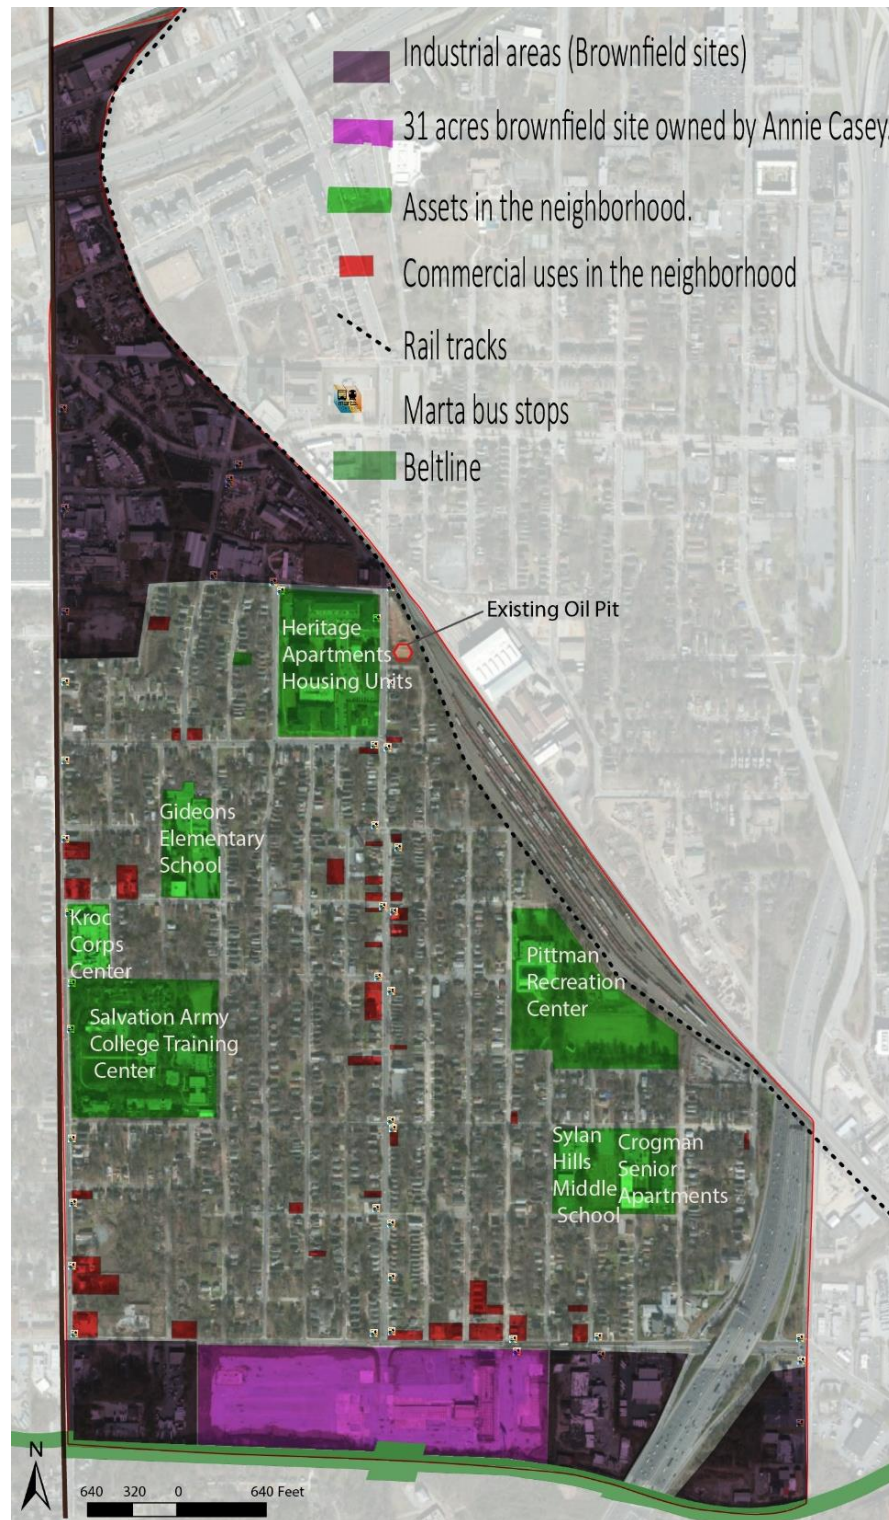 Industrial areas (Brownfield sites)
31 acres brownfield site owned by Annie Casey.
Assets in the neighborhood.
Commercial uses in the neighborhood
Rail tracks
Marta bus stops
Beltline
Existing Oil Pit
Heritage
Apartments
Housing Units
Gideons
Elementary
School
Kroc
Corps
Center
Pittman
Recreation
Center
Salvation Army
College Training
Center
Sylan
Hills
Middle
School
Crogman
Senior
Apartments
N
640 320 0 640 Feet